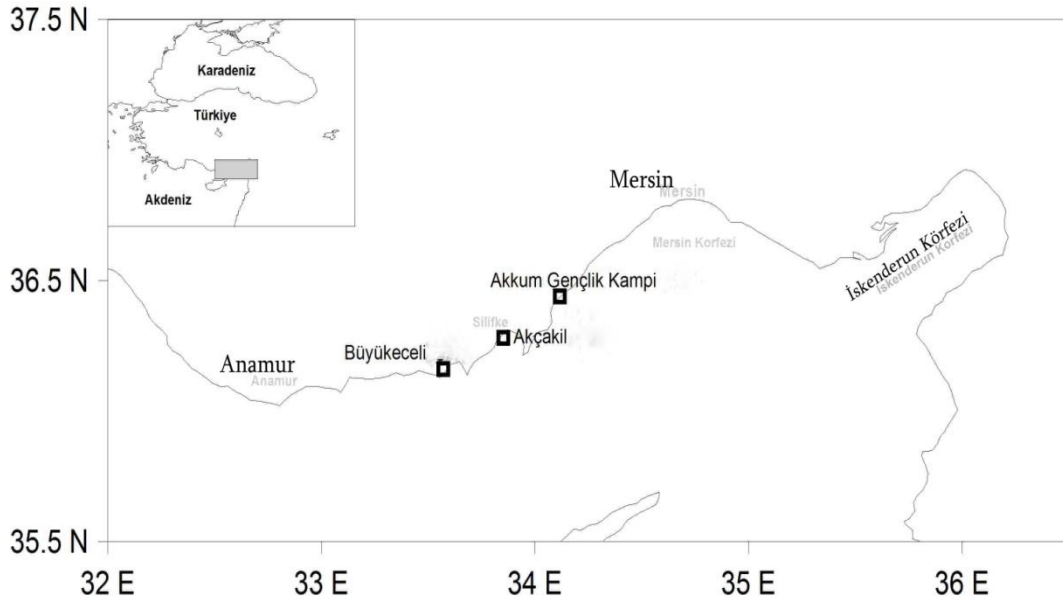 37.5 N
Karadeniz
Türkiye
Akdeniz
Mersin
Mersin
Mersin Korfezi
İskenderun Körfezi
İskenderun Korfezi
36.5 N
Akkum Gençlik Kampi
Silifke
Akçakil
Büyükeceli
Anamur
Anamur
35.5 N
32 E
33 E
34 E
35 E
36 E